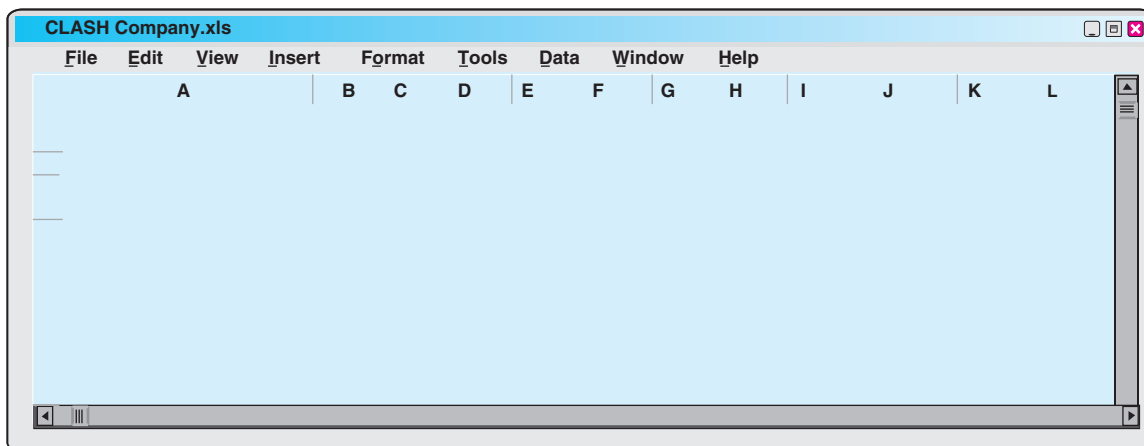 CLASH Company.xls
File Edit View Insert Format Tools Data Window Help
A B C D E F G H I J K L